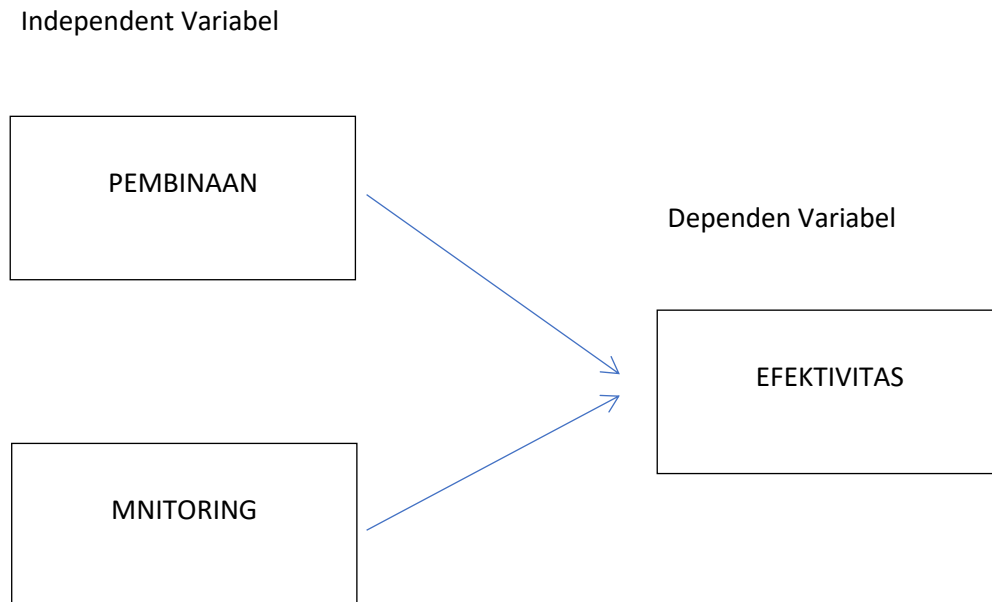 Independent Variabel
PEMBINAAN
Dependen Variabel
EFEKTIVITAS
MNITORING